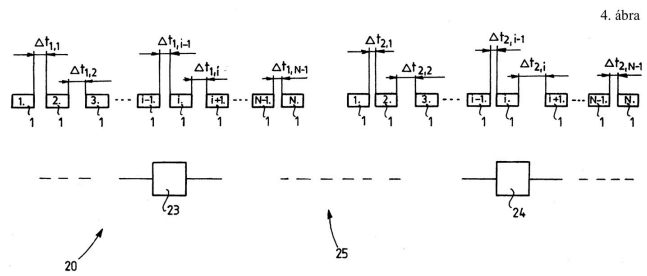 4. ábra
Δt1,1 Δt1,i-1 Δt2,1 Δt2,i-1
Δt1,2 Δt1,i Δt1,N-1 Δt2,2 Δt2,i Δt2,N-1
1. 2. 3. i-1. i. i+1. N-1. N. 1. 2. 3. i-1. i. i+1. N-1. N.
1 1 1 1 1 1 1 1 1 1 1 1 1 1 1 1
23 24
20 25